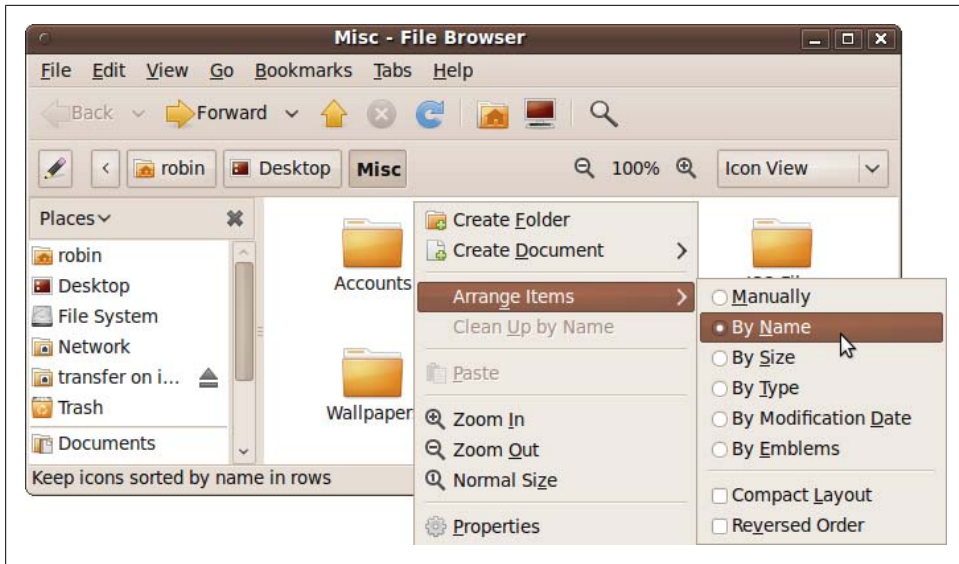 Misc - File Browser
File Edit View Go Bookmarks Tabs Help
Back Forward
robin Desktop Misc 100% Icon View
Places
robin
Desktop
File System
Network
transfer on i...
Trash
Documents
Accounts
Wallpaper
Create Folder
Create Document
Arrange Items
Clean Up by Name
Paste
Zoom In
Zoom Out
Normal Size
Properties
Manually
By Name
By Size
By Type
By Modification Date
By Emblems
Compact Layout
Reversed Order
Keep icons sorted by name in rows